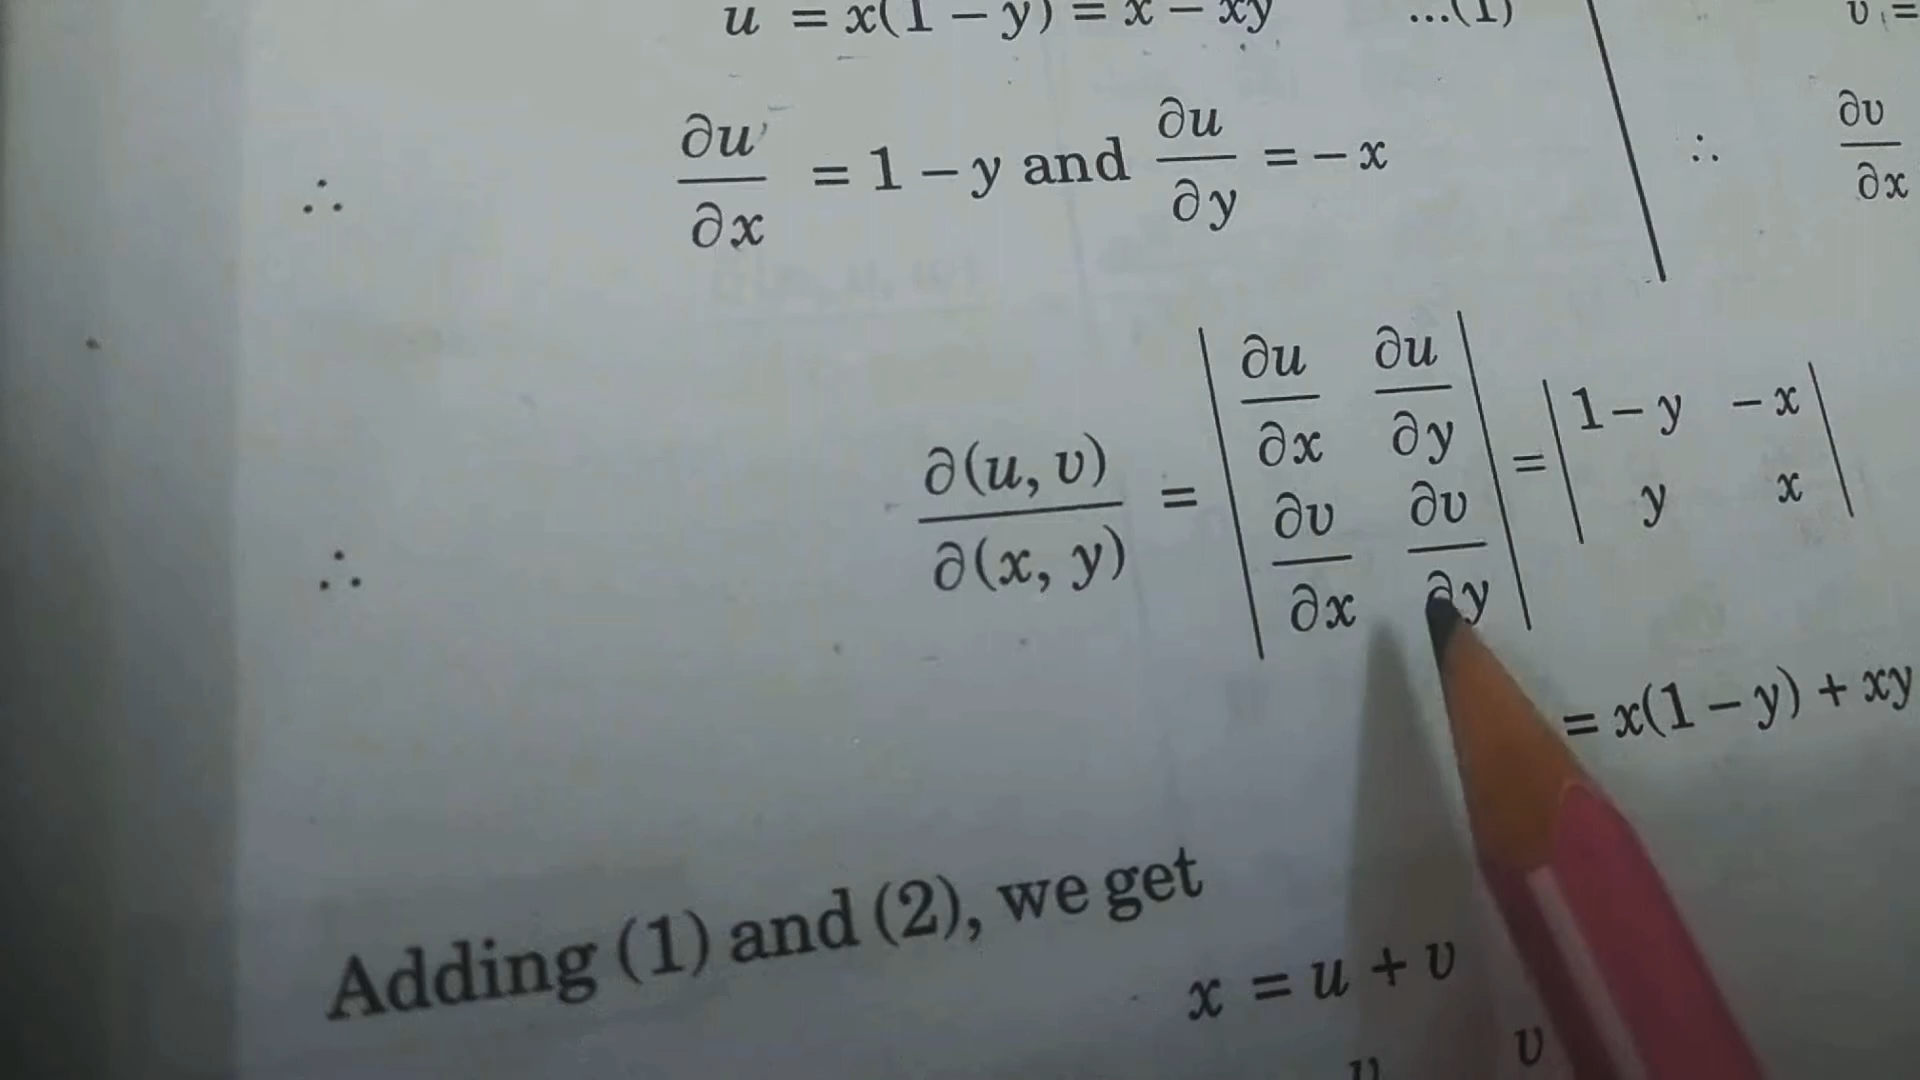 u = x(1 − y) = x − xy ...(1) v =
∴ ∂u/∂x = 1 − y and ∂u/∂y = − x ∴ ∂v/∂x
∴ ∂(u, v)/∂(x, y) = | ∂u/∂x ∂u/∂y ; ∂v/∂x ∂v/∂y | = | 1 − y − x ; y x |
= x(1 − y) + xy
Adding (1) and (2), we get
x = u + v
v